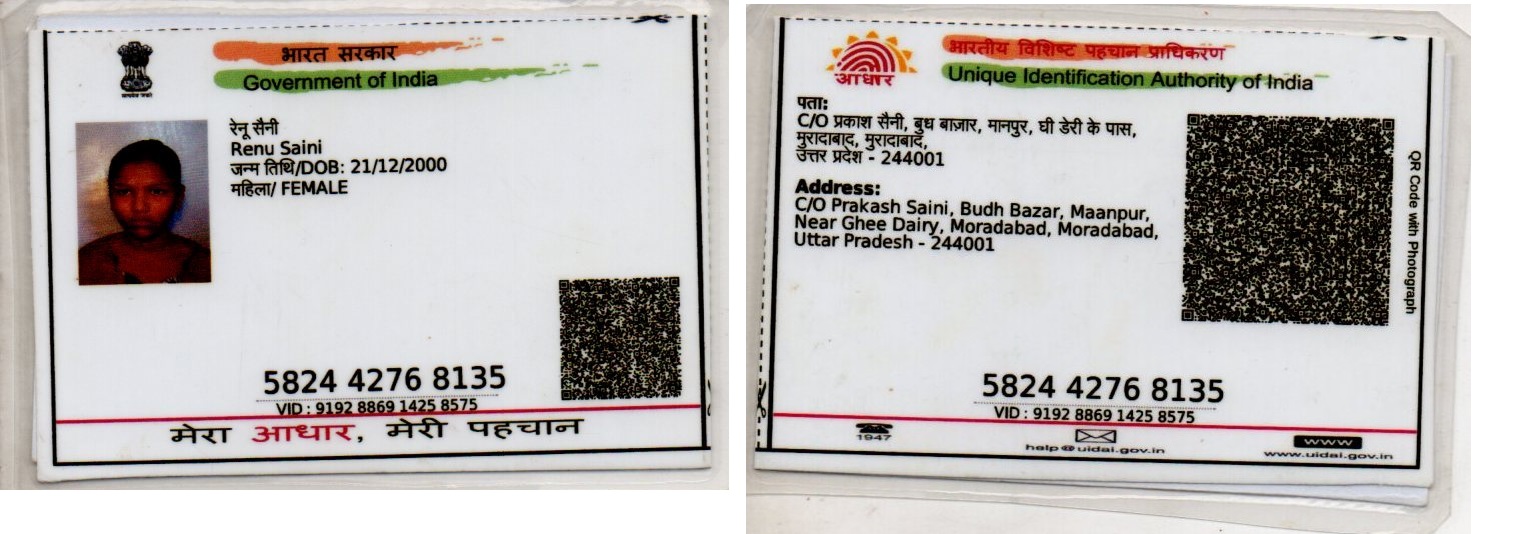 भारत सरकार
Government of India
रेनू सैनी
Renu Saini
जन्म तिथि/DOB: 21/12/2000
महिला/ FEMALE
5824 4276 8135
VID : 9192 8869 1425 8575
मेरा आधार, मेरी पहचान
आधार
भारतीय विशिष्ट पहचान प्राधिकरण
Unique Identification Authority of India
पता:
C/O प्रकाश सैनी, बुध बाज़ार, मानपुर, घी डेरी के पास,
मुरादाबाद, मुरादाबाद,
उत्तर प्रदेश - 244001
Address:
C/O Prakash Saini, Budh Bazar, Maanpur,
Near Ghee Dairy, Moradabad, Moradabad,
Uttar Pradesh - 244001
QR Code with Photograph
5824 4276 8135
VID : 9192 8869 1425 8575
1947
help@uidai.gov.in
www
www.uidai.gov.in